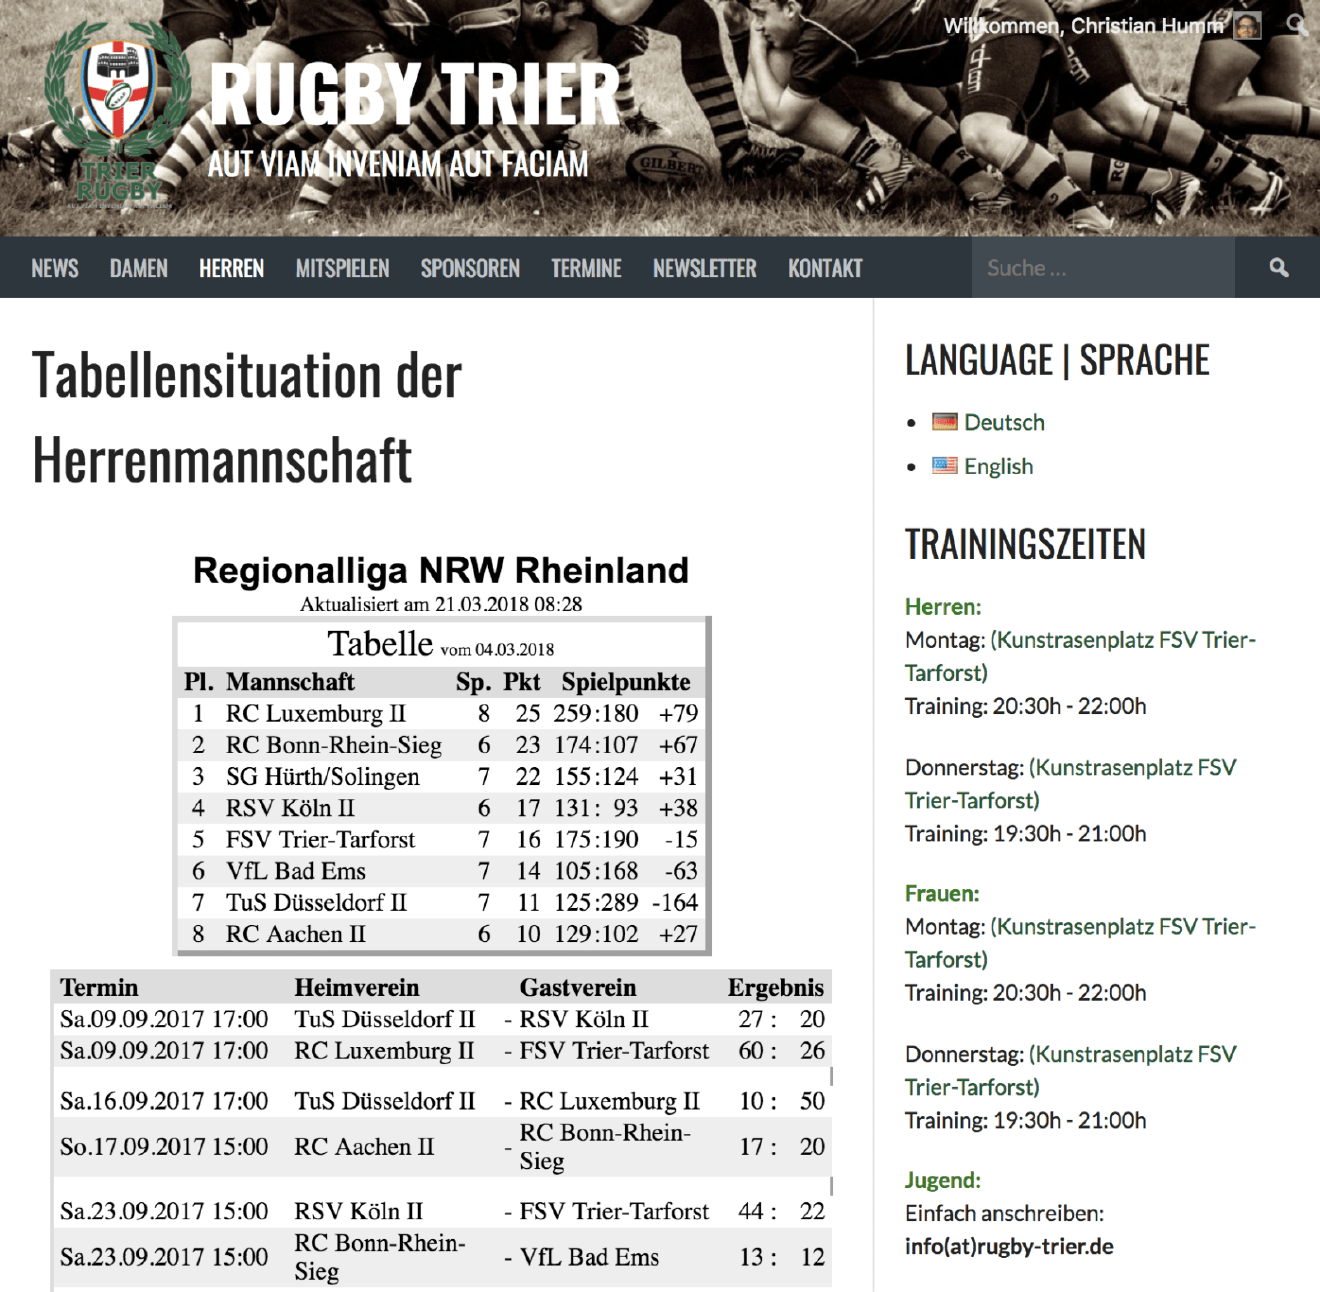 Willkommen, Christian Humm
RUGBY TRIER
AUT VIAM INVENIAM AUT FACIAM
TRIER
RUGBY
AUT VIAM INVENIAM AUT FACIAM
GILBERT
NEWS DAMEN HERREN MITSPIELEN SPONSOREN TERMINE NEWSLETTER KONTAKT Suche ...
Tabellensituation der
Herrenmannschaft
Regionalliga NRW Rheinland
Aktualisiert am 21.03.2018 08:28
Tabelle vom 04.03.2018
Pl. Mannschaft Sp. Pkt Spielpunkte
1 RC Luxemburg II 8 25 259:180 +79
2 RC Bonn-Rhein-Sieg 6 23 174:107 +67
3 SG Hürth/Solingen 7 22 155:124 +31
4 RSV Köln II 6 17 131: 93 +38
5 FSV Trier-Tarforst 7 16 175:190 -15
6 VfL Bad Ems 7 14 105:168 -63
7 TuS Düsseldorf II 7 11 125:289 -164
8 RC Aachen II 6 10 129:102 +27
Termin Heimverein Gastverein Ergebnis
Sa.09.09.2017 17:00 TuS Düsseldorf II - RSV Köln II 27 : 20
Sa.09.09.2017 17:00 RC Luxemburg II - FSV Trier-Tarforst 60 : 26
Sa.16.09.2017 17:00 TuS Düsseldorf II - RC Luxemburg II 10 : 50
So.17.09.2017 15:00 RC Aachen II - RC Bonn-Rhein-
Sieg 17 : 20
Sa.23.09.2017 15:00 RSV Köln II - FSV Trier-Tarforst 44 : 22
Sa.23.09.2017 15:00 RC Bonn-Rhein-
Sieg - VfL Bad Ems 13 : 12
LANGUAGE | SPRACHE
Deutsch
English
TRAININGSZEITEN
Herren:
Montag: (Kunstrasenplatz FSV Trier-
Tarforst)
Training: 20:30h - 22:00h
Donnerstag: (Kunstrasenplatz FSV
Trier-Tarforst)
Training: 19:30h - 21:00h
Frauen:
Montag: (Kunstrasenplatz FSV Trier-
Tarforst)
Training: 20:30h - 22:00h
Donnerstag: (Kunstrasenplatz FSV
Trier-Tarforst)
Training: 19:30h - 21:00h
Jugend:
Einfach anschreiben:
info(at)rugby-trier.de